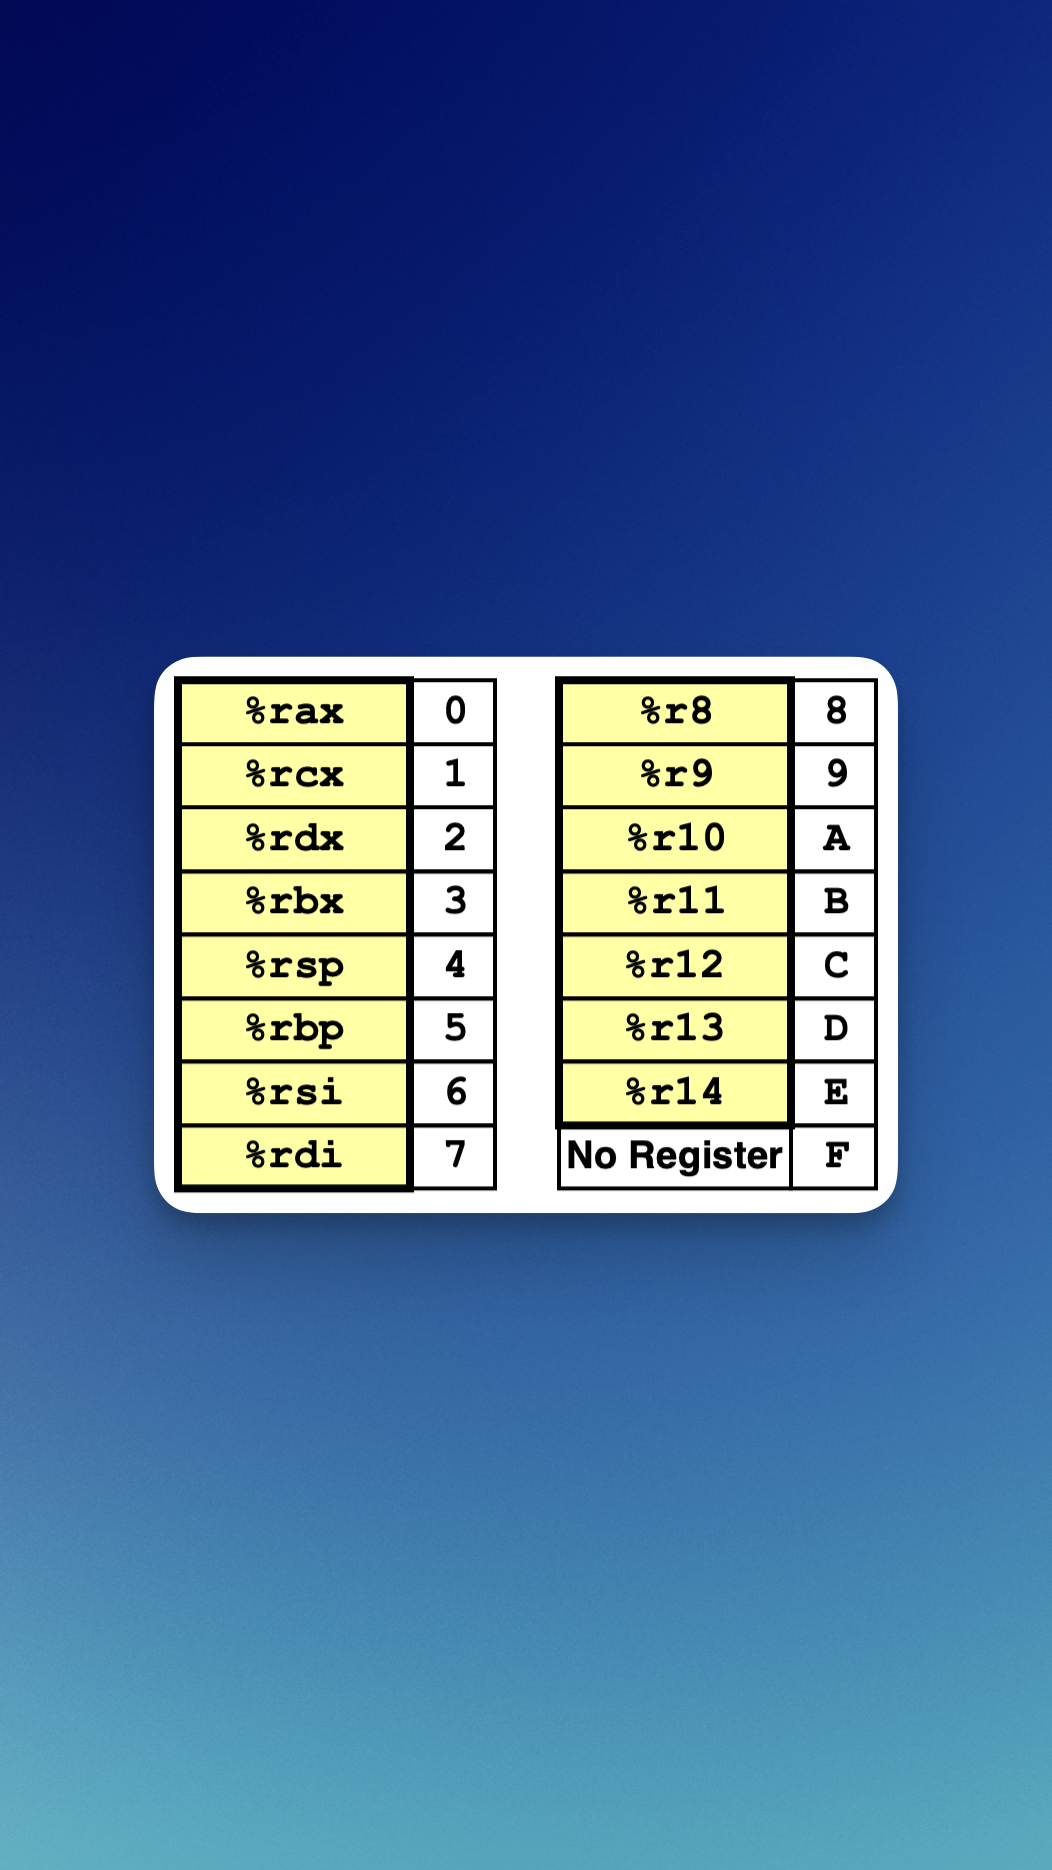 %rax 0
%rcx 1
%rdx 2
%rbx 3
%rsp 4
%rbp 5
%rsi 6
%rdi 7
%r8 8
%r9 9
%r10 A
%r11 B
%r12 C
%r13 D
%r14 E
No Register F